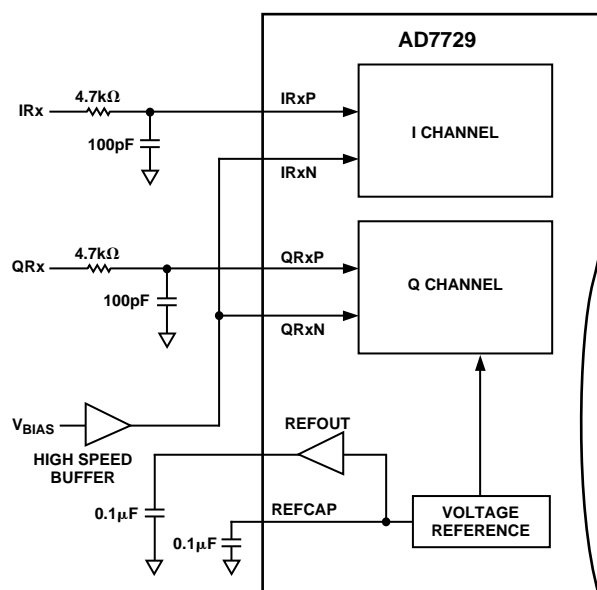 AD7729
4.7kΩ
IRx
IRxP
100pF
I CHANNEL
IRxN
4.7kΩ
QRx
QRxP
100pF
Q CHANNEL
QRxN
VBIAS
REFOUT
HIGH SPEED
BUFFER
0.1μF
REFCAP
0.1μF
VOLTAGE
REFERENCE